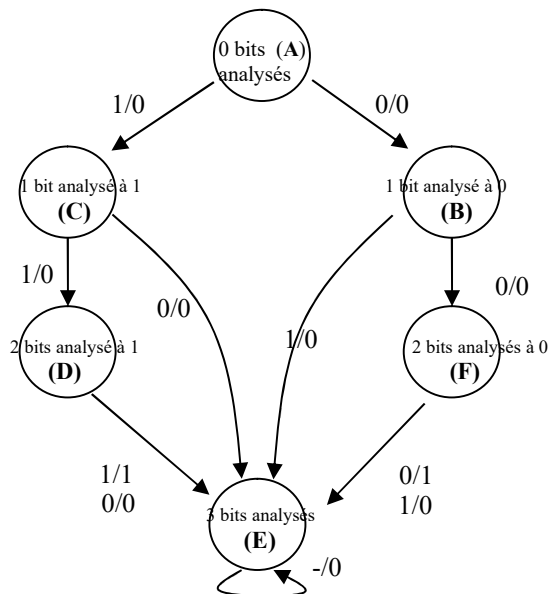 0 bits (A)
analysés
1/0
0/0
1 bit analysé à 1
(C)
1 bit analysé à 0
(B)
1/0
0/0
1/0
0/0
2 bits analysé à 1
(D)
2 bits analysés à 0
(F)
1/1
0/0
0/1
1/0
3 bits analysés
(E)
-/0